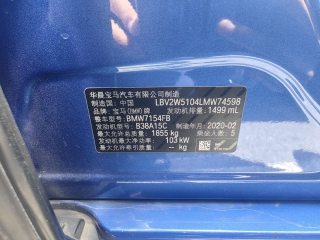 华晨宝马汽车有限公司 制造
制造国：中国 LBV2W5104LMW74598
品牌：宝马(BMW)牌 发动机排量：1499 mL
整车型号：BMW7154FB
发动机型号：B38A15C 制造年月：2020-02
最大允许总质量：1855 kg 乘坐人数：5
发动机最大净功率：103 kW
最大允许牵引质量：-- kg